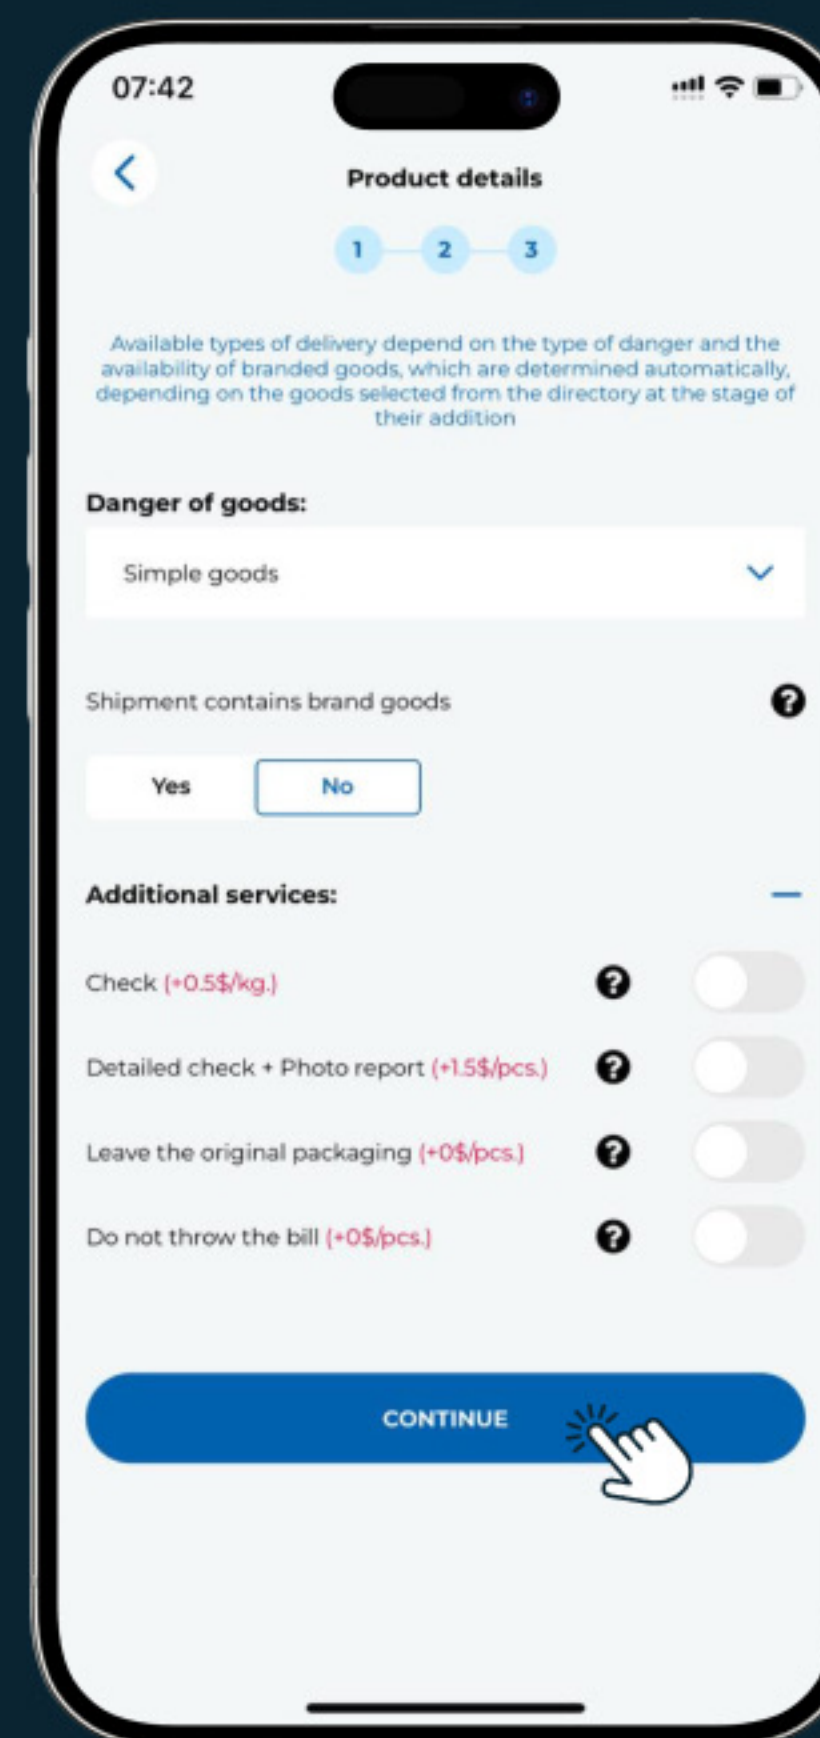 07:42
Product details
1 2 3
Available types of delivery depend on the type of danger and the
availability of branded goods, which are determined automatically,
depending on the goods selected from the directory at the stage of
their addition
Danger of goods:
Simple goods
Shipment contains brand goods ?
Yes No
Additional services:
Check (+0.5$/kg.) ?
Detailed check + Photo report (+1.5$/pcs.) ?
Leave the original packaging (+0$/pcs.) ?
Do not throw the bill (+0$/pcs.) ?
CONTINUE